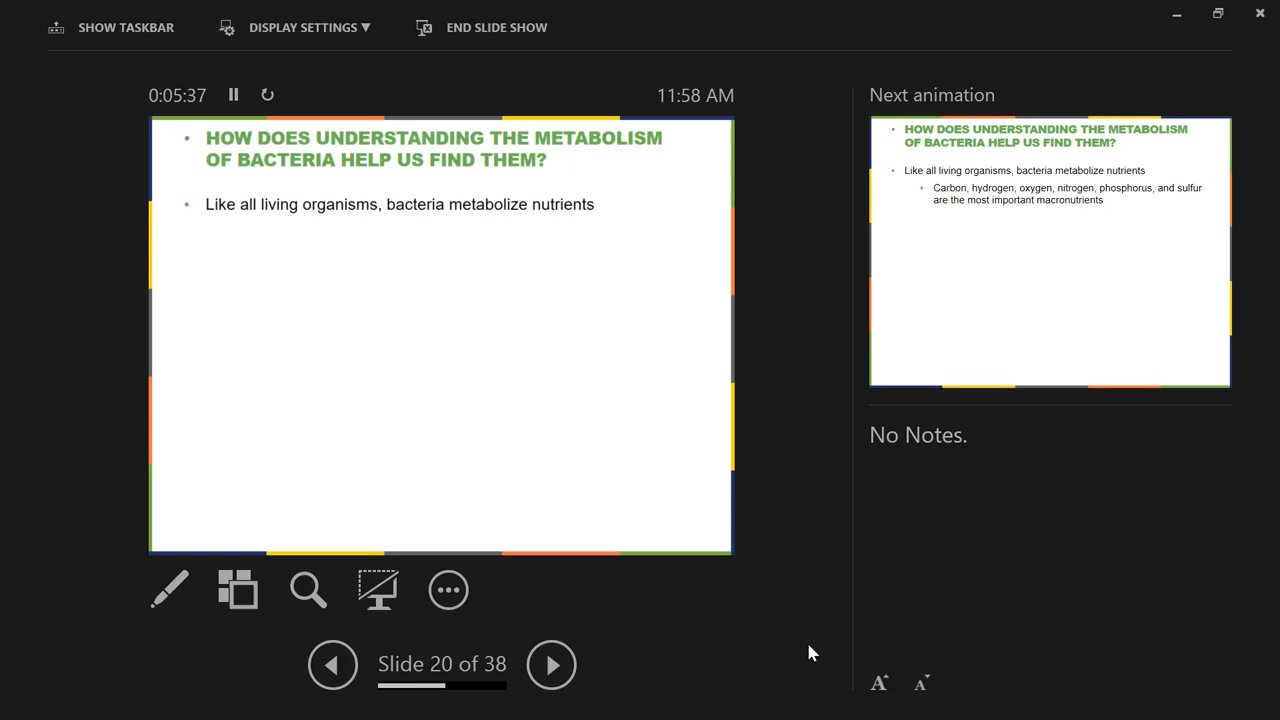 SHOW TASKBAR
DISPLAY SETTINGS ▼
END SLIDE SHOW
0:05:37
11:58 AM
• HOW DOES UNDERSTANDING THE METABOLISM
OF BACTERIA HELP US FIND THEM?
• Like all living organisms, bacteria metabolize nutrients
Slide 20 of 38
Next animation
• HOW DOES UNDERSTANDING THE METABOLISM
OF BACTERIA HELP US FIND THEM?
• Like all living organisms, bacteria metabolize nutrients
• Carbon, hydrogen, oxygen, nitrogen, phosphorus, and sulfur
are the most important macronutrients
No Notes.
A A